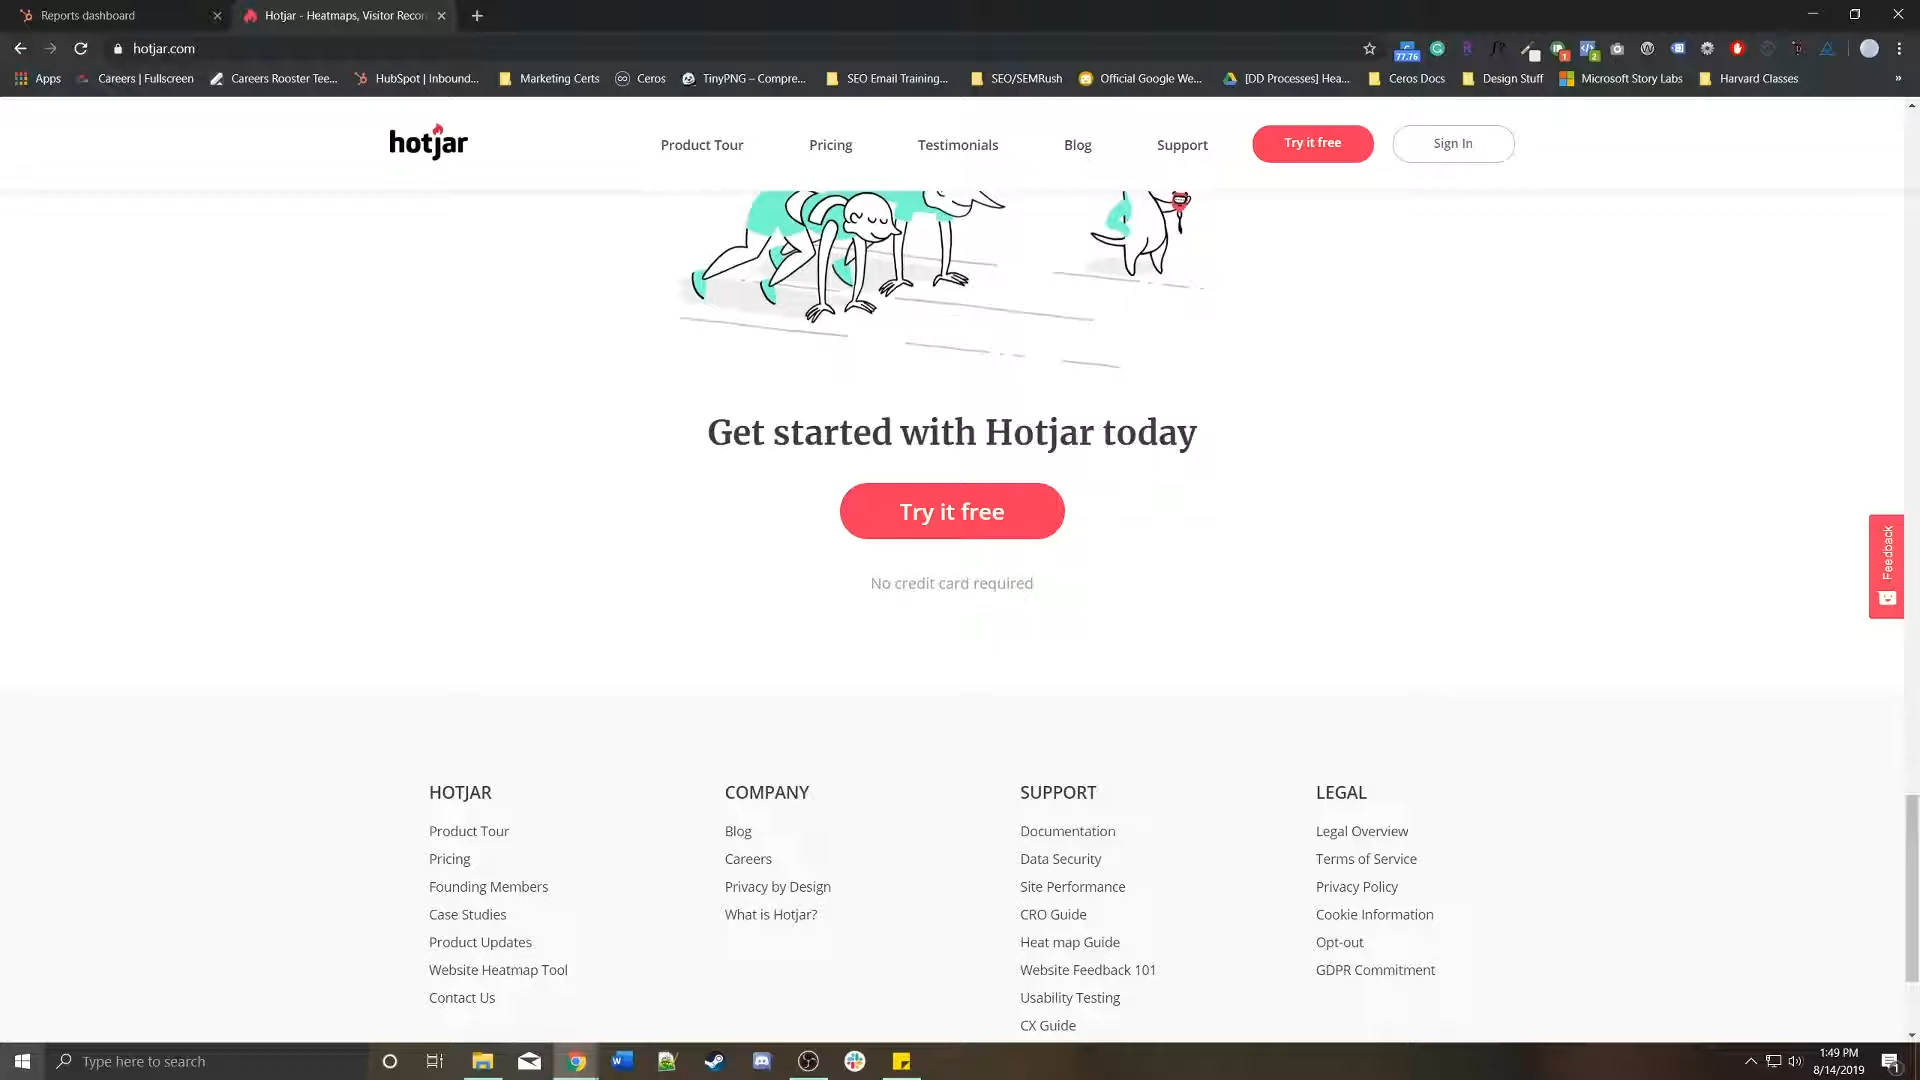 Reports dashboard
Hotjar - Heatmaps, Visitor Recor
hotjar.com
77.76
1
2
Apps
Careers | Fullscreen
Careers Rooster Tee...
HubSpot | Inbound...
Marketing Certs
Ceros
TinyPNG – Compre...
SEO Email Training...
SEO/SEMRush
Official Google We...
[DD Processes] Hea...
Ceros Docs
Design Stuff
Microsoft Story Labs
Harvard Classes
»
hotjar
Product Tour
Pricing
Testimonials
Blog
Support
Try it free
Sign In
Get started with Hotjar today
Try it free
No credit card required
Feedback
HOTJAR
Product Tour
Pricing
Founding Members
Case Studies
Product Updates
Website Heatmap Tool
Contact Us
COMPANY
Blog
Careers
Privacy by Design
What is Hotjar?
SUPPORT
Documentation
Data Security
Site Performance
CRO Guide
Heat map Guide
Website Feedback 101
Usability Testing
CX Guide
LEGAL
Legal Overview
Terms of Service
Privacy Policy
Cookie Information
Opt-out
GDPR Commitment
Type here to search
1:49 PM
8/14/2019
1